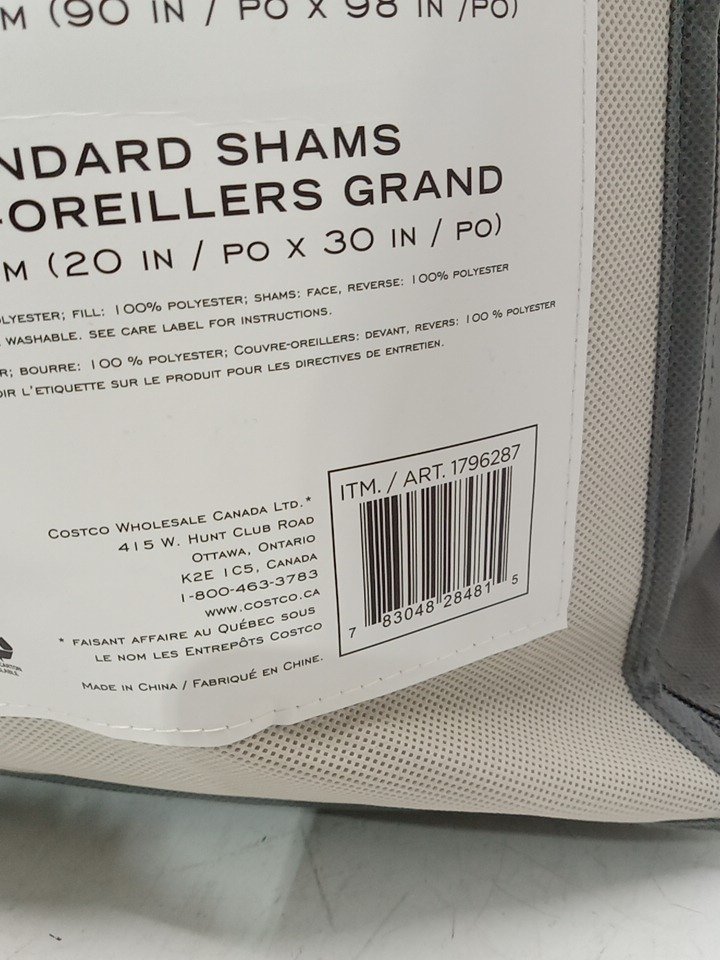 M (90 IN / PO X 98 IN /PO)
NDARD SHAMS
-OREILLERS GRAND
M (20 IN / PO X 30 IN / PO)
LYESTER; FILL: 100% POLYESTER; SHAMS: FACE, REVERSE: 100% POLYESTER
WASHABLE. SEE CARE LABEL FOR INSTRUCTIONS.
R; BOURRE: 100 % POLYESTER; COUVRE-OREILLERS: DEVANT, REVERS: 100 % POLYESTER
OIR L'ETIQUETTE SUR LE PRODUIT POUR LES DIRECTIVES DE ENTRETIEN.
ITM. / ART. 1796287
7 83048 28481 5
COSTCO WHOLESALE CANADA LTD.*
415 W. HUNT CLUB ROAD
OTTAWA, ONTARIO
K2E 1C5, CANADA
1-800-463-3783
WWW.COSTCO.CA
* FAISANT AFFAIRE AU QUÉBEC SOUS
LE NOM LES ENTREPÔTS COSTCO
MADE IN CHINA / FABRIQUÉ EN CHINE.